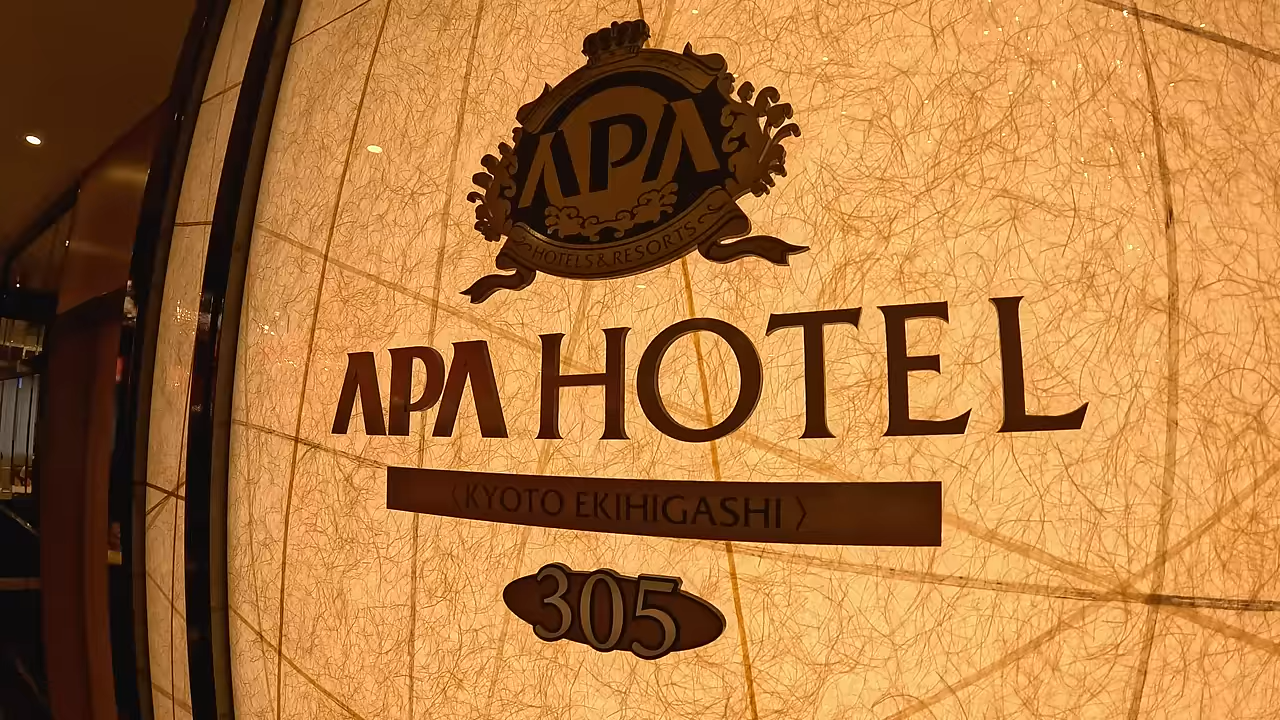 APA
HOTELS&RESORTS
APA HOTEL
〈KYOTO EKIHIGASHI〉
305